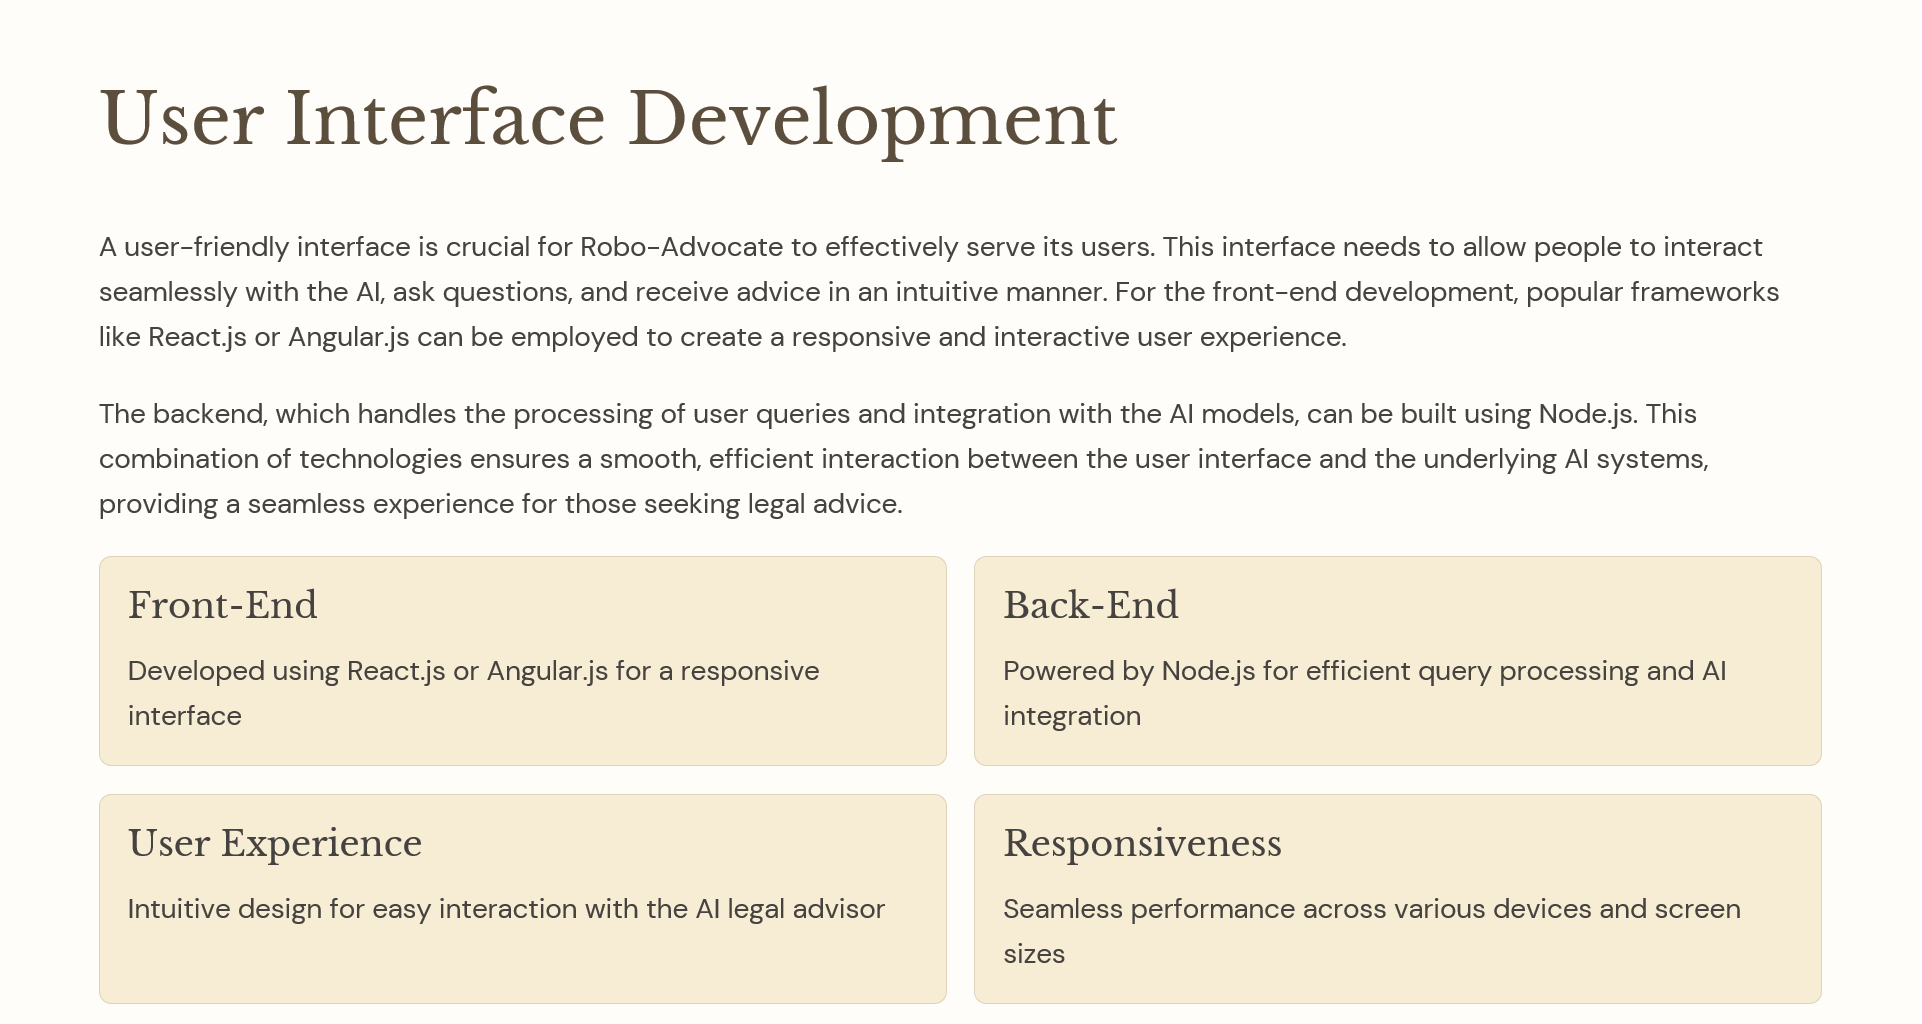 User Interface Development
A user-friendly interface is crucial for Robo-Advocate to effectively serve its users. This interface needs to allow people to interact
seamlessly with the AI, ask questions, and receive advice in an intuitive manner. For the front-end development, popular frameworks
like React.js or Angular.js can be employed to create a responsive and interactive user experience.
The backend, which handles the processing of user queries and integration with the AI models, can be built using Node.js. This
combination of technologies ensures a smooth, efficient interaction between the user interface and the underlying AI systems,
providing a seamless experience for those seeking legal advice.
Front-End
Developed using React.js or Angular.js for a responsive
interface
Back-End
Powered by Node.js for efficient query processing and AI
integration
User Experience
Intuitive design for easy interaction with the AI legal advisor
Responsiveness
Seamless performance across various devices and screen
sizes